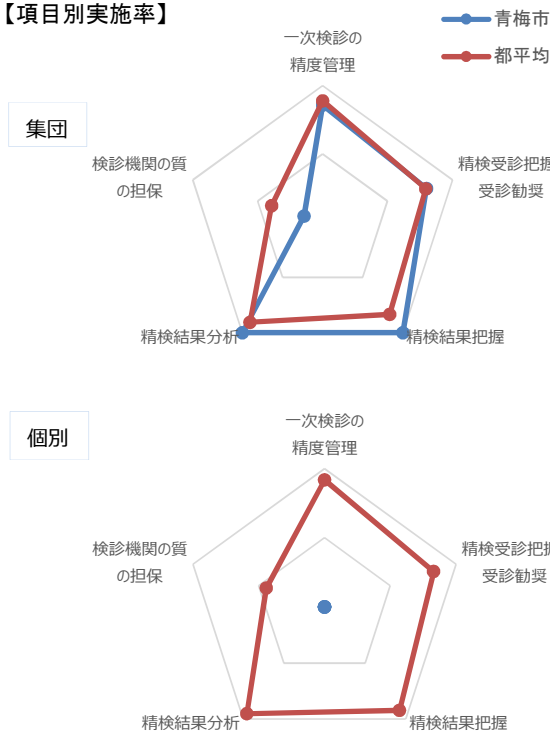 【項目別実施率】
青梅市
都平均
集団
一次検診の
精度管理
検診機関の質
の担保
精検受診把握
受診勧奨
精検結果分析
精検結果把握
個別
一次検診の
精度管理
検診機関の質
の担保
精検受診把握
受診勧奨
精検結果分析
精検結果把握